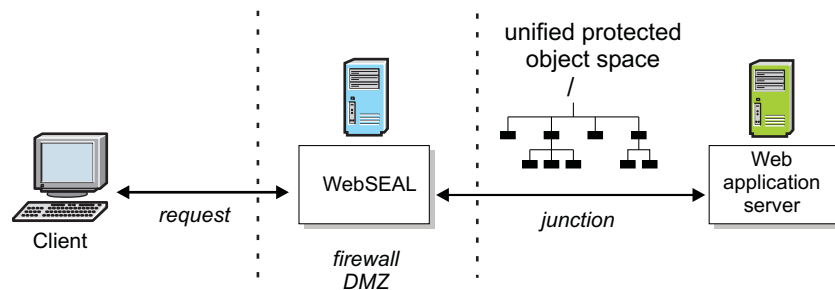 unified protected
object space
/
WebSEAL
Web
application
server
request
junction
Client
firewall
DMZ